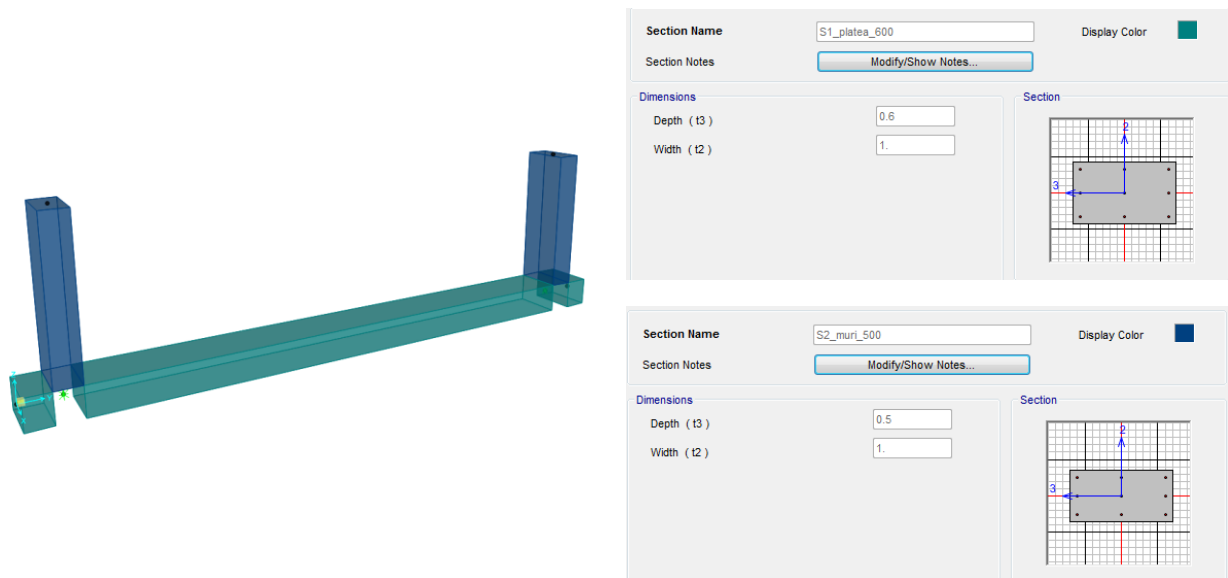 Section Name S1_platea_600 Display Color
Section Notes Modify/Show Notes...
Dimensions Section
Depth ( t3 ) 0.6
Width ( t2 ) 1.
2
3
Section Name S2_muri_500 Display Color
Section Notes Modify/Show Notes...
Dimensions Section
Depth ( t3 ) 0.5
Width ( t2 ) 1.
2
3